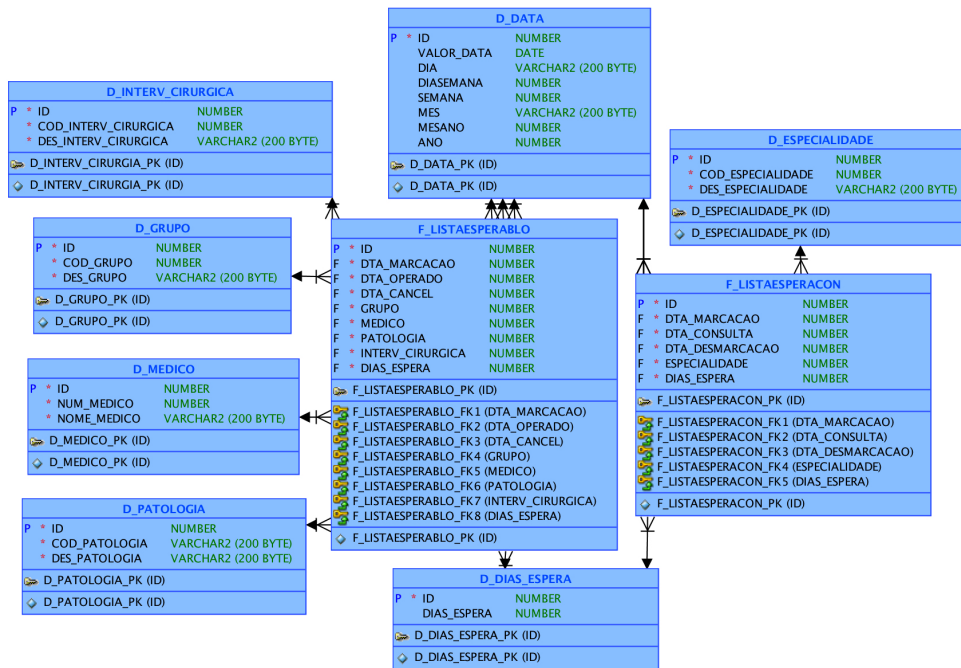 D_DATA
P * ID NUMBER
VALOR_DATA DATE
DIA VARCHAR2 (200 BYTE)
DIASEMANA NUMBER
SEMANA NUMBER
MES VARCHAR2 (200 BYTE)
MESANO NUMBER
ANO NUMBER
D_DATA_PK (ID)
D_DATA_PK (ID)
D_INTERV_CIRURGICA
P * ID NUMBER
* COD_INTERV_CIRURGICA NUMBER
* DES_INTERV_CIRURGICA VARCHAR2 (200 BYTE)
D_INTERV_CIRURGIA_PK (ID)
D_INTERV_CIRURGIA_PK (ID)
D_ESPECIALIDADE
P * ID NUMBER
* COD_ESPECIALIDADE NUMBER
* DES_ESPECIALIDADE VARCHAR2 (200 BYTE)
D_ESPECIALIDADE_PK (ID)
D_ESPECIALIDADE_PK (ID)
D_GRUPO
P * ID NUMBER
* COD_GRUPO NUMBER
* DES_GRUPO VARCHAR2 (200 BYTE)
D_GRUPO_PK (ID)
D_GRUPO_PK (ID)
F_LISTAESPERABLO
P * ID NUMBER
F * DTA_MARCACAO NUMBER
F * DTA_OPERADO NUMBER
F * DTA_CANCEL NUMBER
F * GRUPO NUMBER
F * MEDICO NUMBER
F * PATOLOGIA NUMBER
F * INTERV_CIRURGICA NUMBER
F * DIAS_ESPERA NUMBER
F_LISTAESPERABLO_PK (ID)
F_LISTAESPERABLO_FK1 (DTA_MARCACAO)
F_LISTAESPERABLO_FK2 (DTA_OPERADO)
F_LISTAESPERABLO_FK3 (DTA_CANCEL)
F_LISTAESPERABLO_FK4 (GRUPO)
F_LISTAESPERABLO_FK5 (MEDICO)
F_LISTAESPERABLO_FK6 (PATOLOGIA)
F_LISTAESPERABLO_FK7 (INTERV_CIRURGICA)
F_LISTAESPERABLO_FK8 (DIAS_ESPERA)
F_LISTAESPERABLO_PK (ID)
F_LISTAESPERACON
P * ID NUMBER
F * DTA_MARCACAO NUMBER
F * DTA_CONSULTA NUMBER
F * DTA_DESMARCACAO NUMBER
F * ESPECIALIDADE NUMBER
F * DIAS_ESPERA NUMBER
F_LISTAESPERACON_PK (ID)
F_LISTAESPERACON_FK1 (DTA_MARCACAO)
F_LISTAESPERACON_FK2 (DTA_CONSULTA)
F_LISTAESPERACON_FK3 (DTA_DESMARCACAO)
F_LISTAESPERACON_FK4 (ESPECIALIDADE)
F_LISTAESPERACON_FK5 (DIAS_ESPERA)
F_LISTAESPERACON_PK (ID)
D_MEDICO
P * ID NUMBER
* NUM_MEDICO NUMBER
* NOME_MEDICO VARCHAR2 (200 BYTE)
D_MEDICO_PK (ID)
D_MEDICO_PK (ID)
D_PATOLOGIA
P * ID NUMBER
* COD_PATOLOGIA VARCHAR2 (200 BYTE)
* DES_PATOLOGIA VARCHAR2 (200 BYTE)
D_PATOLOGIA_PK (ID)
D_PATOLOGIA_PK (ID)
D_DIAS_ESPERA
P * ID NUMBER
DIAS_ESPERA NUMBER
D_DIAS_ESPERA_PK (ID)
D_DIAS_ESPERA_PK (ID)